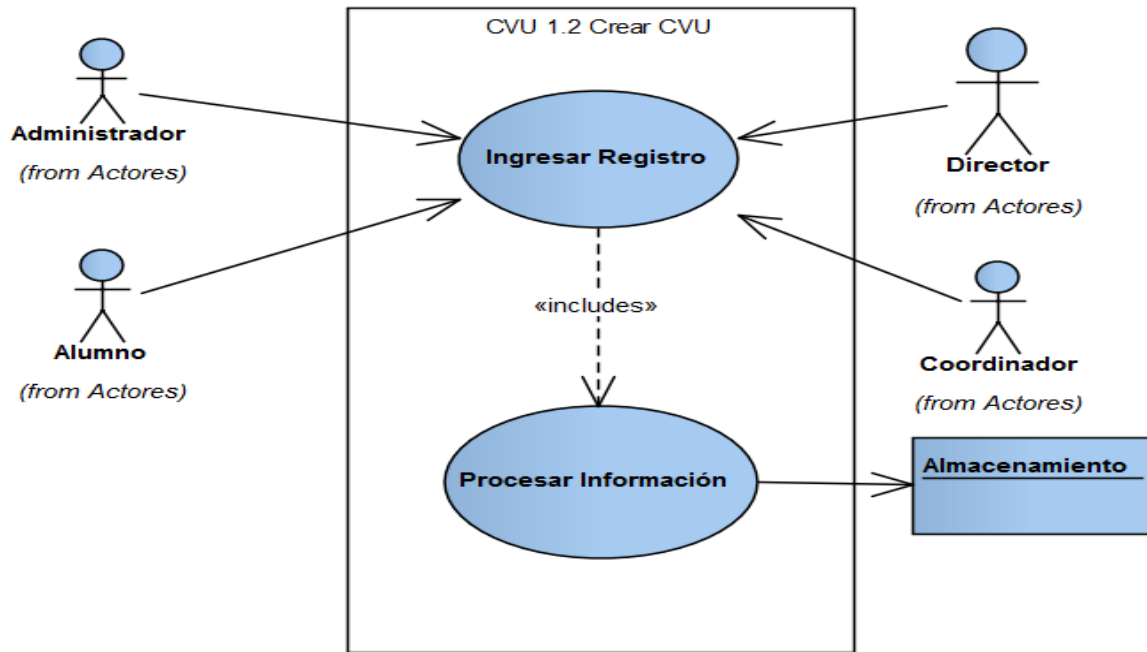 CVU 1.2 Crear CVU
Administrador
(from Actores)
Ingresar Registro
Director
(from Actores)
Alumno
(from Actores)
«includes»
Coordinador
(from Actores)
Procesar Información
Almacenamiento